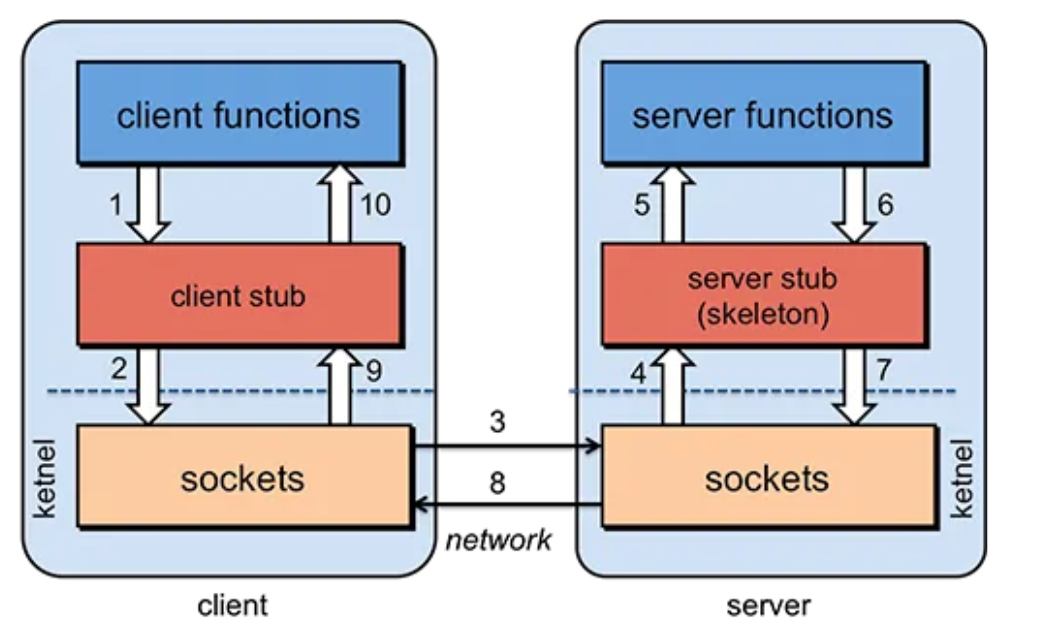 client functions
server functions
1
10
5
6
client stub
server stub
(skeleton)
2
9
4
7
ketnel
sockets
3
8
network
sockets
ketnel
client
server